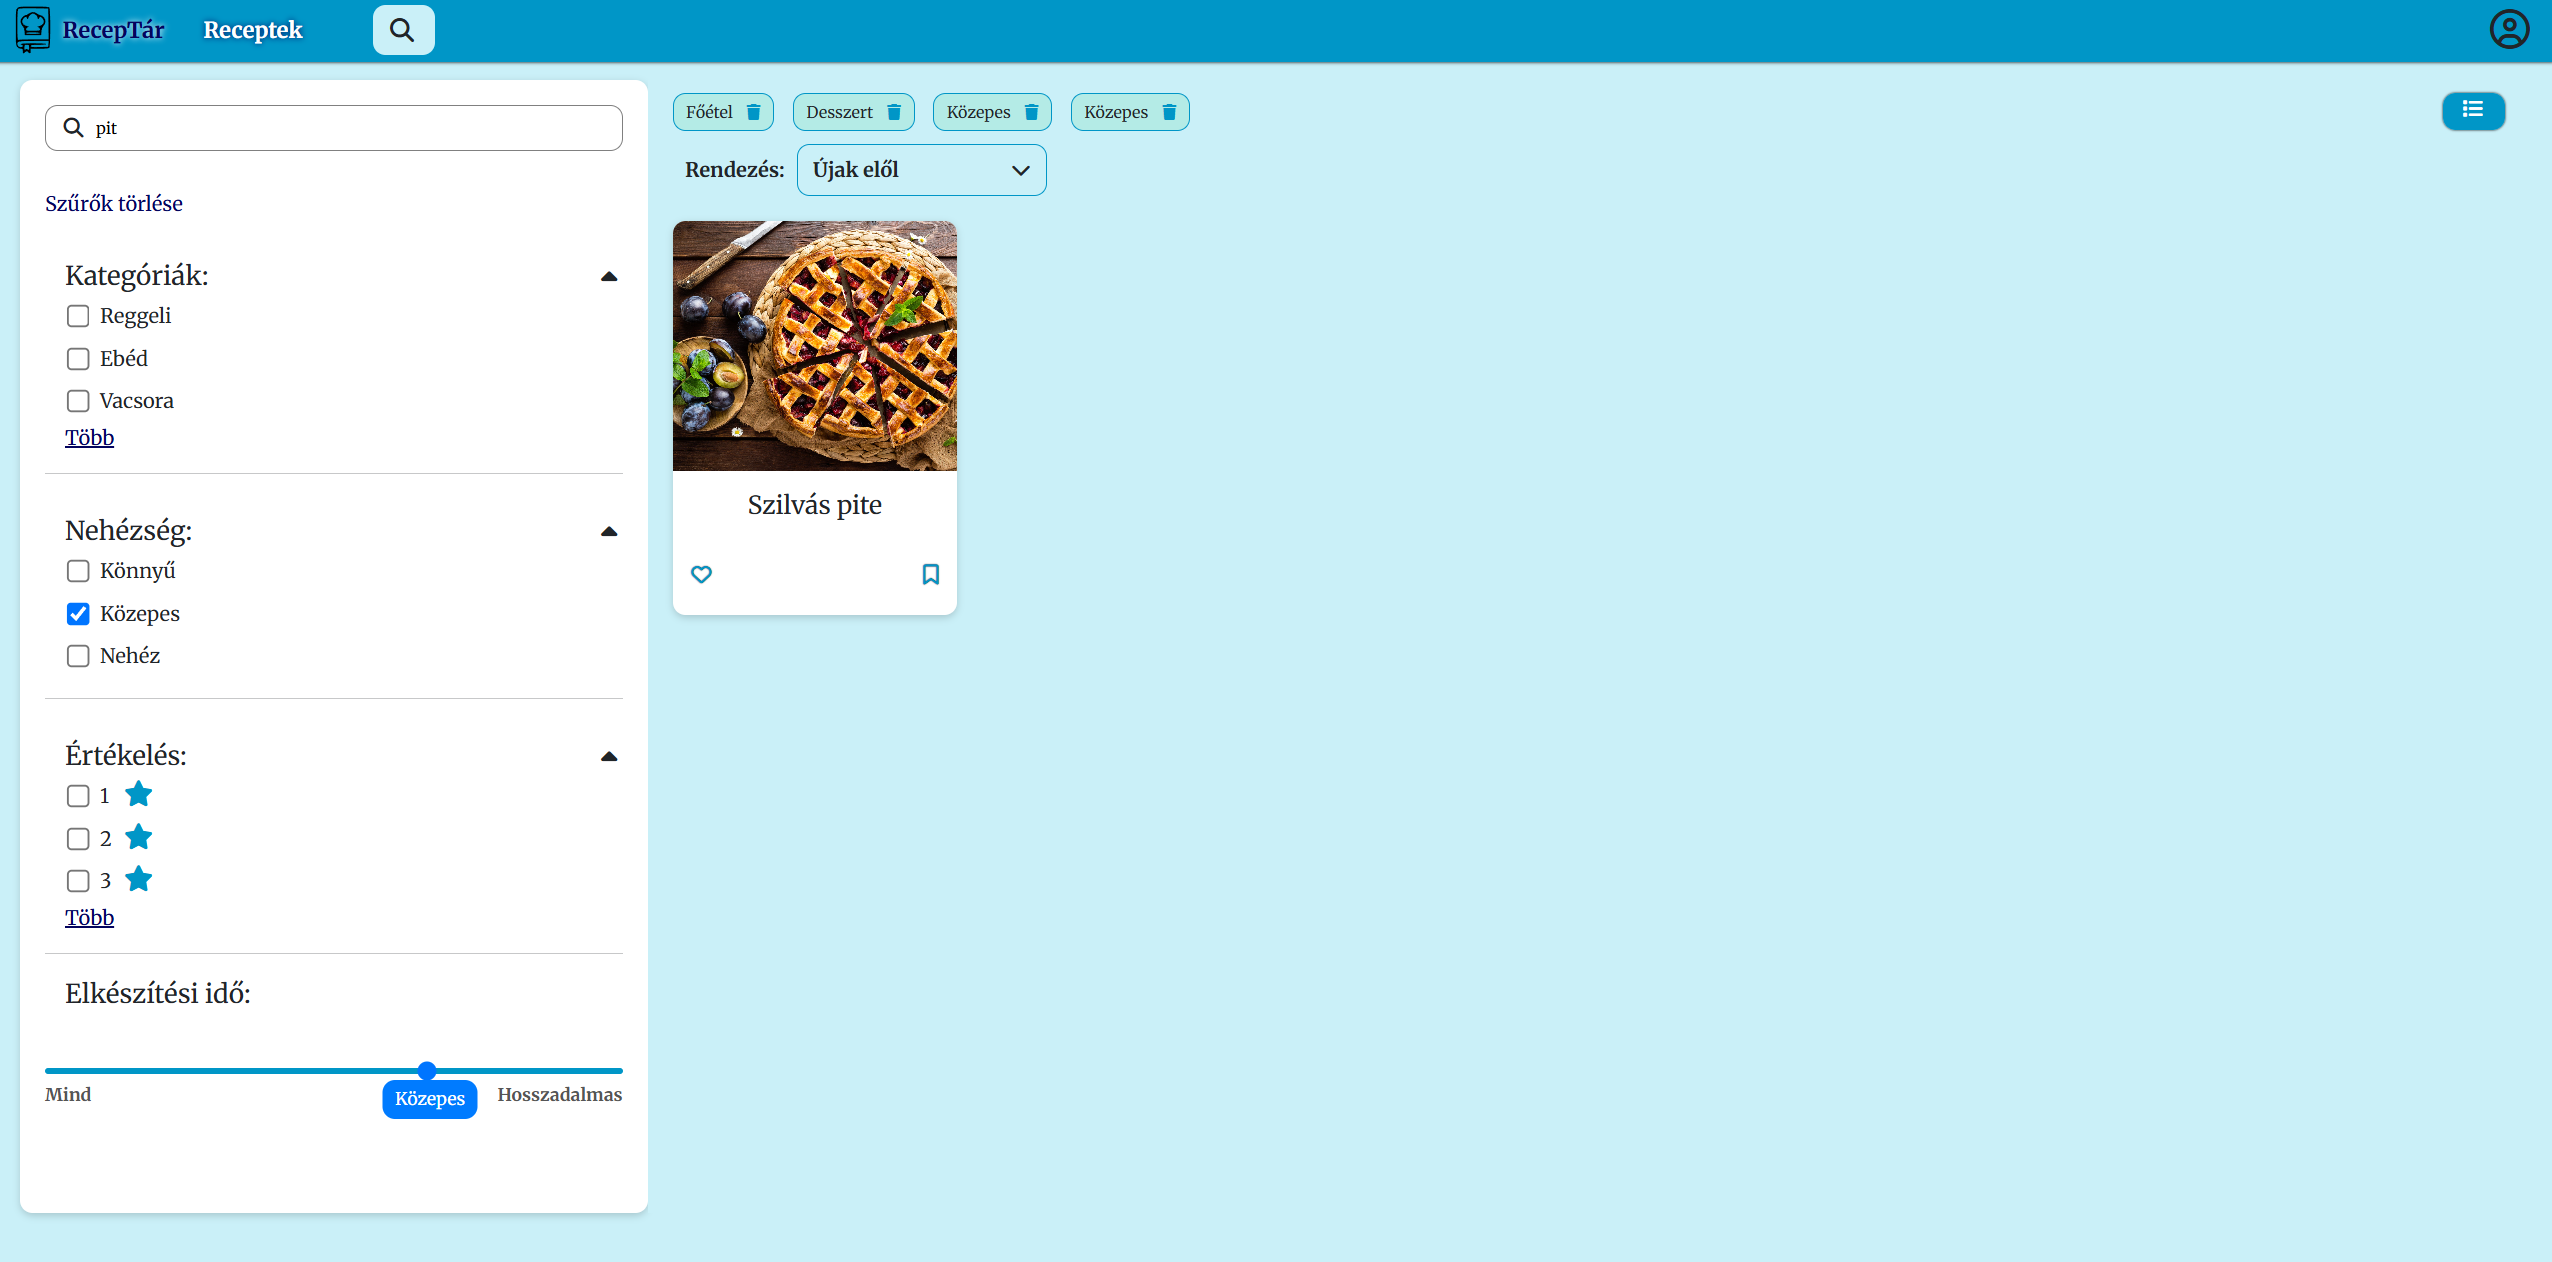 RecepTár Receptek
pit
Szűrők törlése
Kategóriák:
Reggeli
Ebéd
Vacsora
Több
Nehézség:
Könnyű
Közepes
Nehéz
Értékelés:
1
2
3
Több
Elkészítési idő:
Mind Közepes Hosszadalmas
Főétel Desszert Közepes Közepes
Rendezés: Újak elől
Szilvás pite